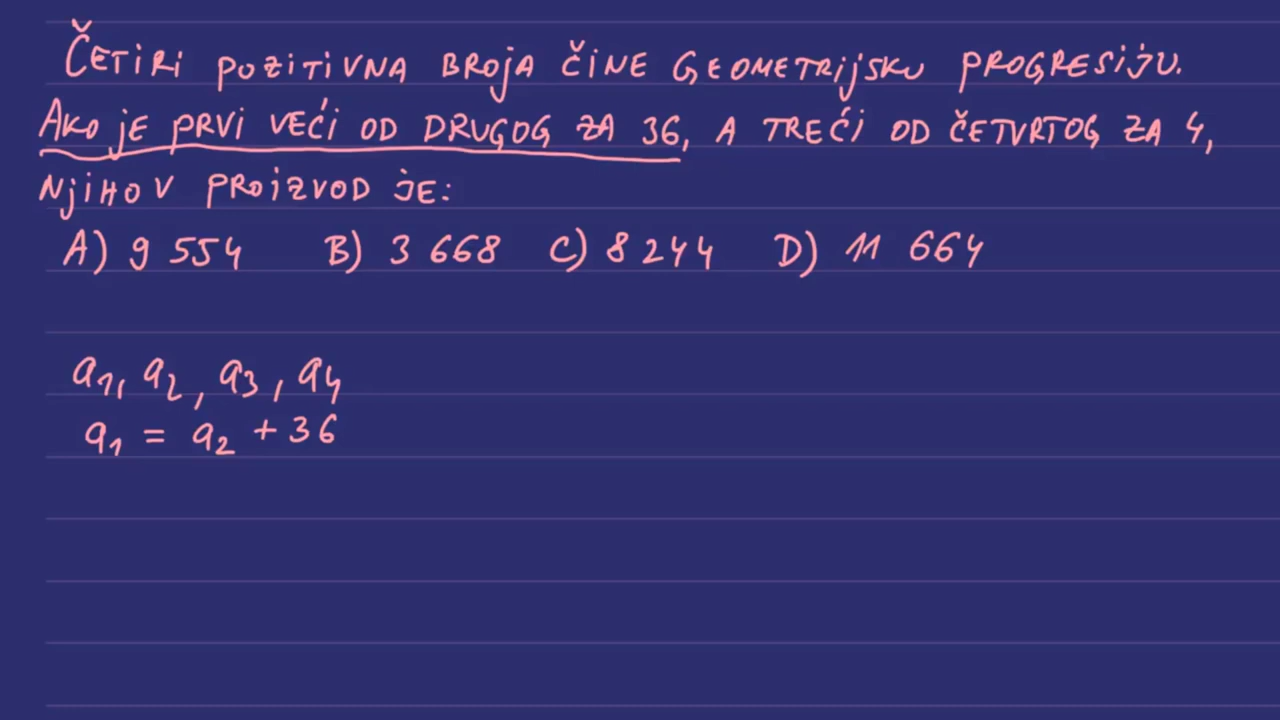 Četiri pozitivna broja čine geometrijsku progresiju.
Ako je prvi veći od drugog za 36, a treći od četvrtog za 4,
njihov proizvod je:
A) 9 554 B) 3 668 C) 8 244 D) 11 664
a₁, a₂, a₃, a₄
a₁ = a₂ + 36